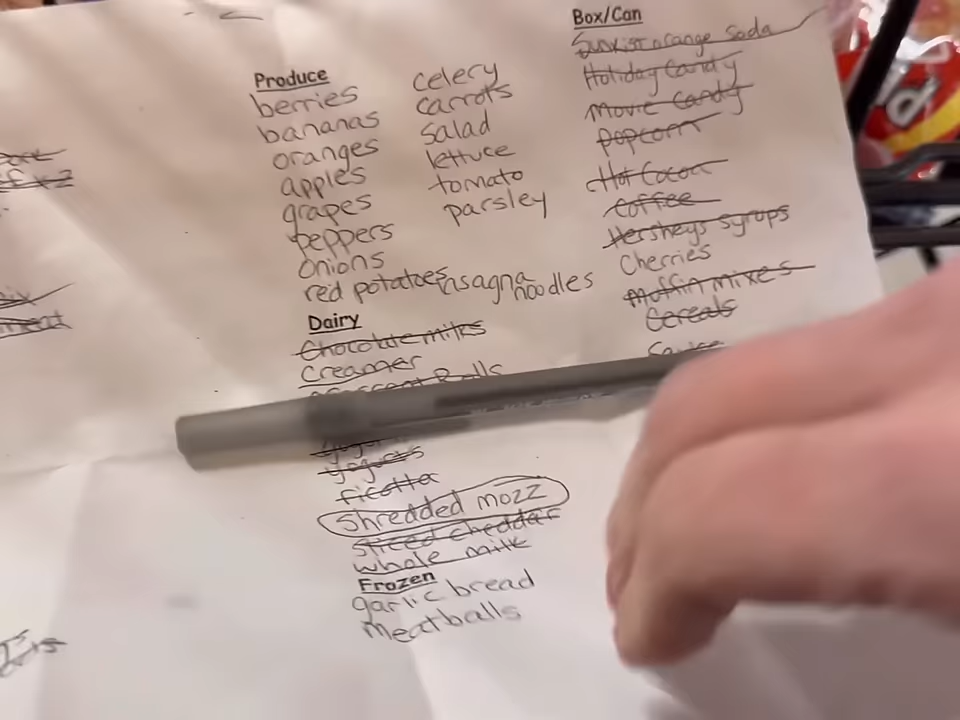 Produce
berries
bananas
oranges
apples
grapes
peppers
onions
red potatoes
celery
carrots
salad
lettuce
tomato
parsley
lasagna noodles
Dairy
Chocolate milks
Creamer
Rolls
yogurts
ricotta
Shredded mozz
sliced cheddar
whole milk
Frozen
garlic bread
meatballs
Box/Can
Sunkist orange soda
Holiday Candy
Movie Candy
popcorn
Hot Cocoa
coffee
Hersheys syrups
Cherries
Muffin mixes
Cereals